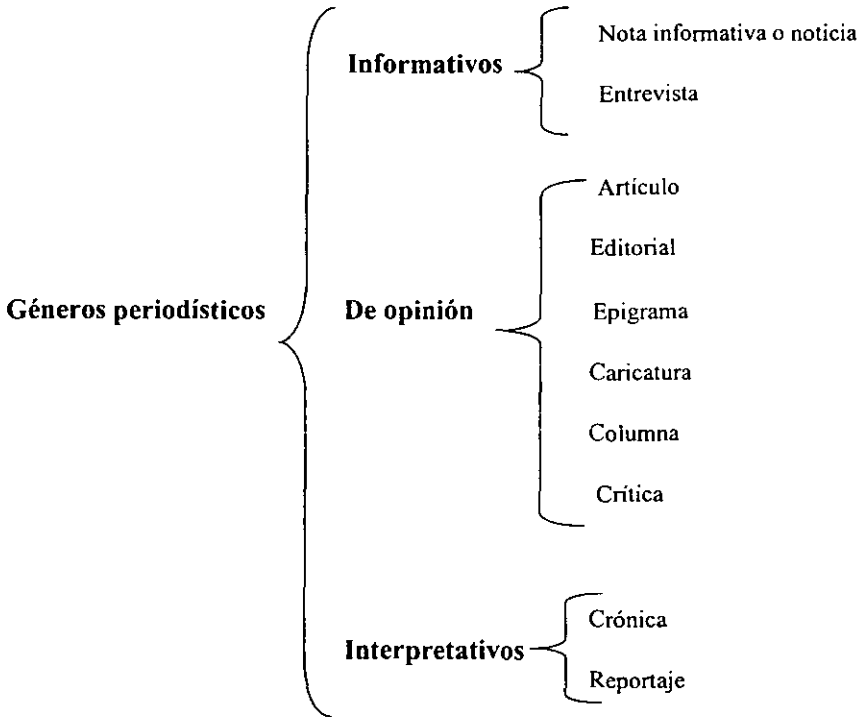 Géneros periodísticos
Informativos
Nota informativa o noticia
Entrevista
De opinión
Artículo
Editorial
Epigrama
Caricatura
Columna
Crítica
Interpretativos
Crónica
Reportaje